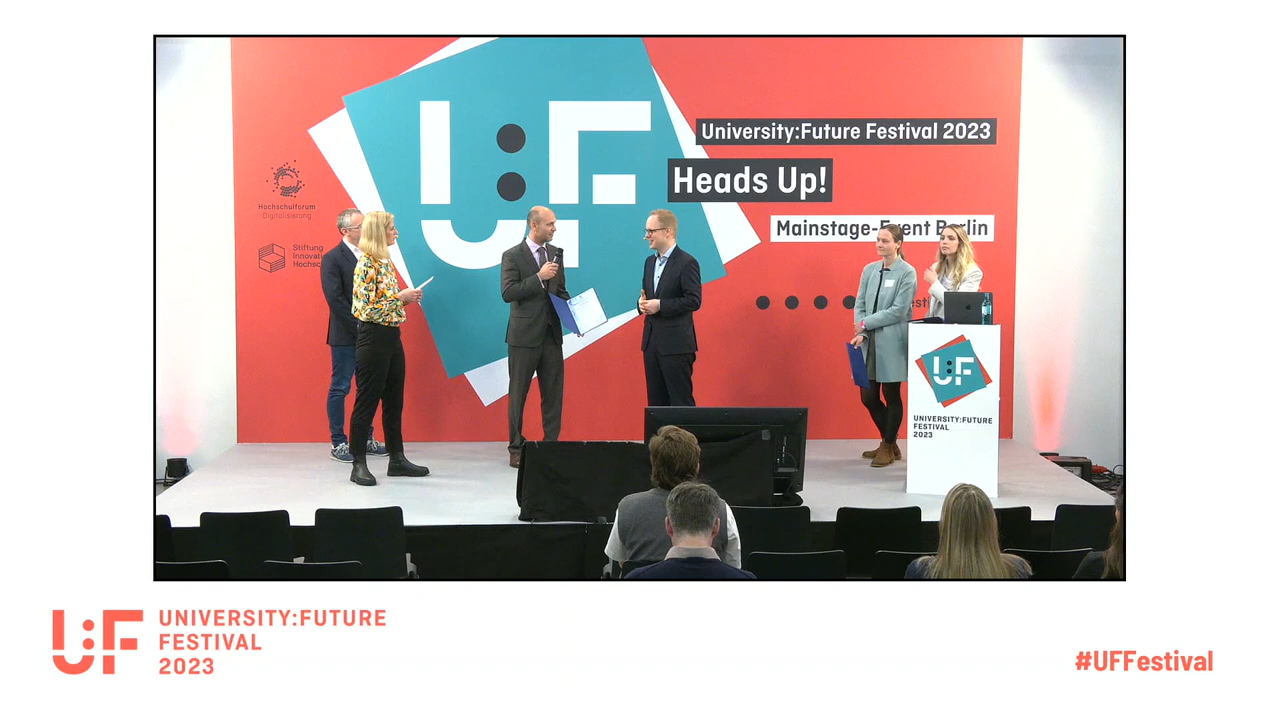 U:F
University:Future Festival 2023
Heads Up!
Mainstage-Event Berlin
Hochschulforum
Digitalisierung
Stiftung
U:F
UNIVERSITY:FUTURE
FESTIVAL
2023
U:F
UNIVERSITY:FUTURE
FESTIVAL
2023
#UFFestival